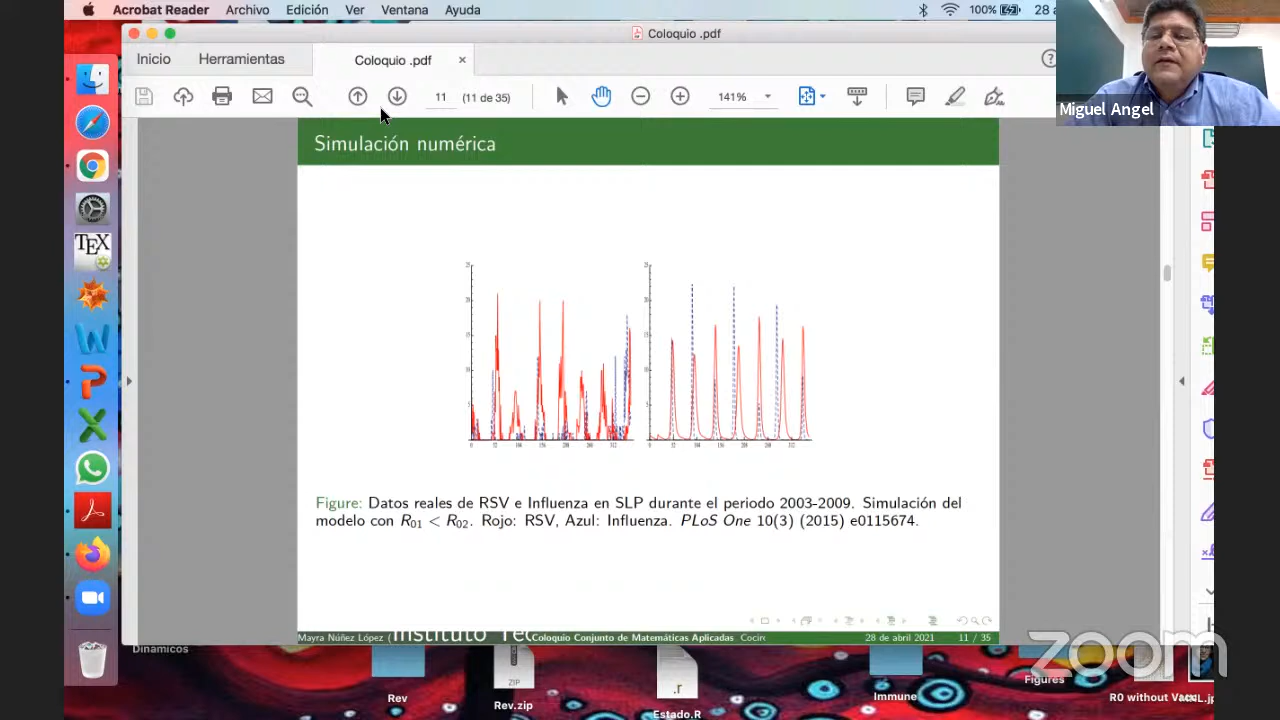 Acrobat Reader Archivo Edición Ver Ventana Ayuda 100% 28 a
Coloquio .pdf
Inicio Herramientas Coloquio .pdf ×
11 (11 de 35) 141%
Miguel Angel
Simulación numérica
Figure: Datos reales de RSV e Influenza en SLP durante el periodo 2003-2009. Simulación del
modelo con R01 < R02. Rojo: RSV, Azul: Influenza. PLoS One 10(3) (2015) e0115674.
Mayra Núñez López ( Instituto Coloquio Conjunto de Matemáticas Aplicadas 28 de abril 2021 11 / 35
Dinamicos
ZIP
.r
Rev
Rev.zip
Estado.R
Immune
Figures
R0 without
zoom